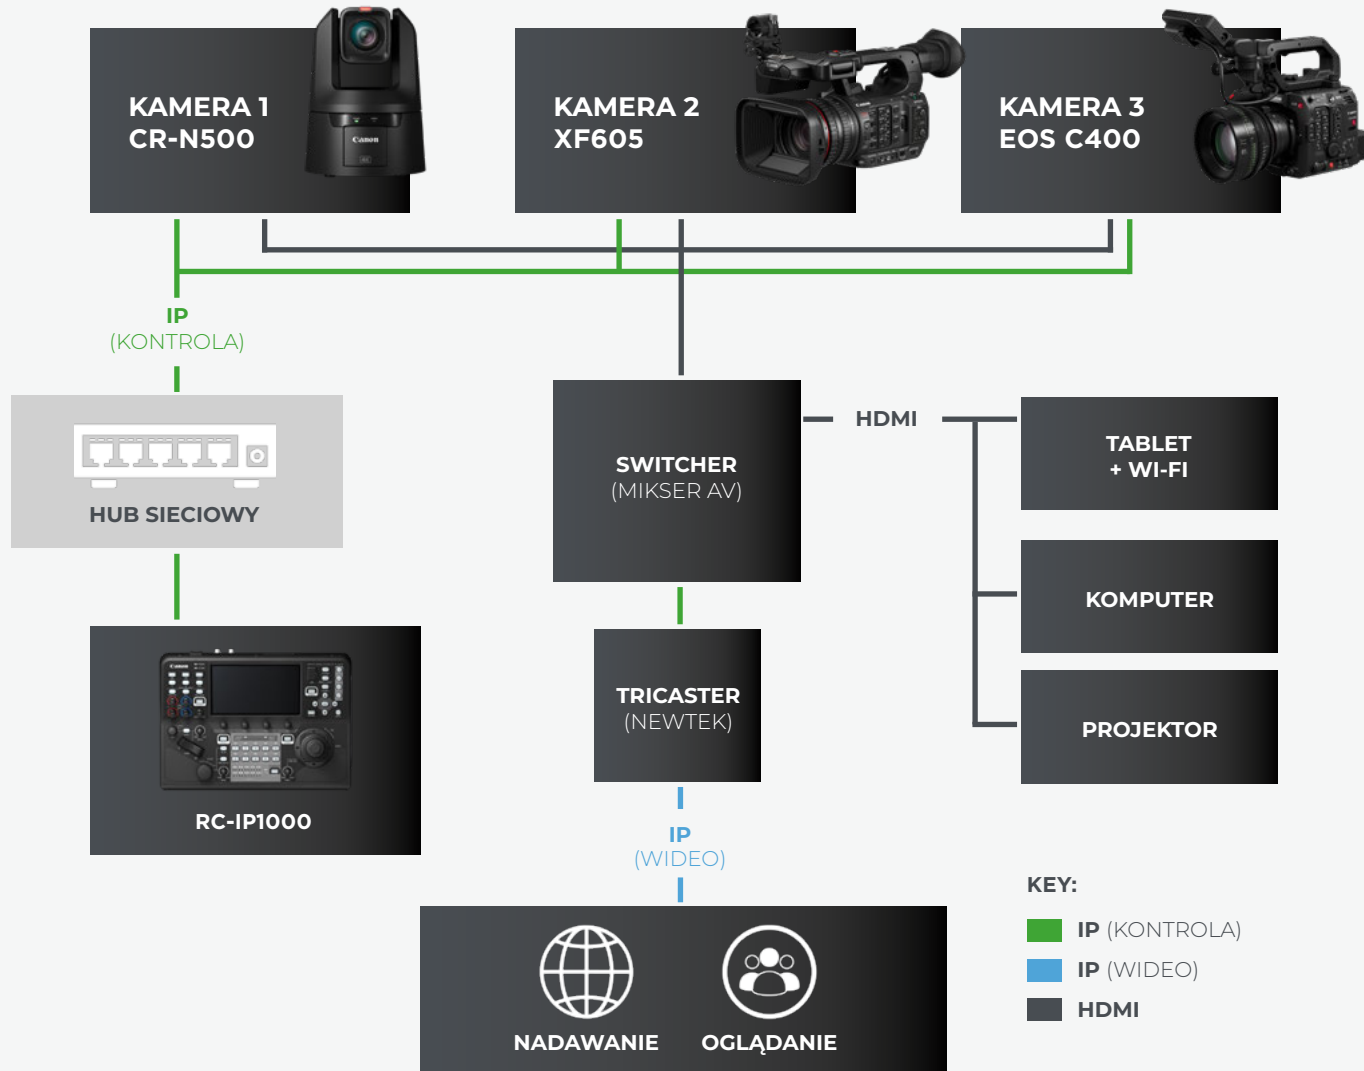 KAMERA 1
CR-N500
Canon
KAMERA 2
XF605
KAMERA 3
EOS C400
IP
(KONTROLA)
HUB SIECIOWY
Canon
RC-IP1000
SWITCHER
(MIKSER AV)
HDMI
TABLET
+ WI-FI
KOMPUTER
PROJEKTOR
TRICASTER
(NEWTEK)
IP
(WIDEO)
NADAWANIE
OGLĄDANIE
KEY:
IP (KONTROLA)
IP (WIDEO)
HDMI